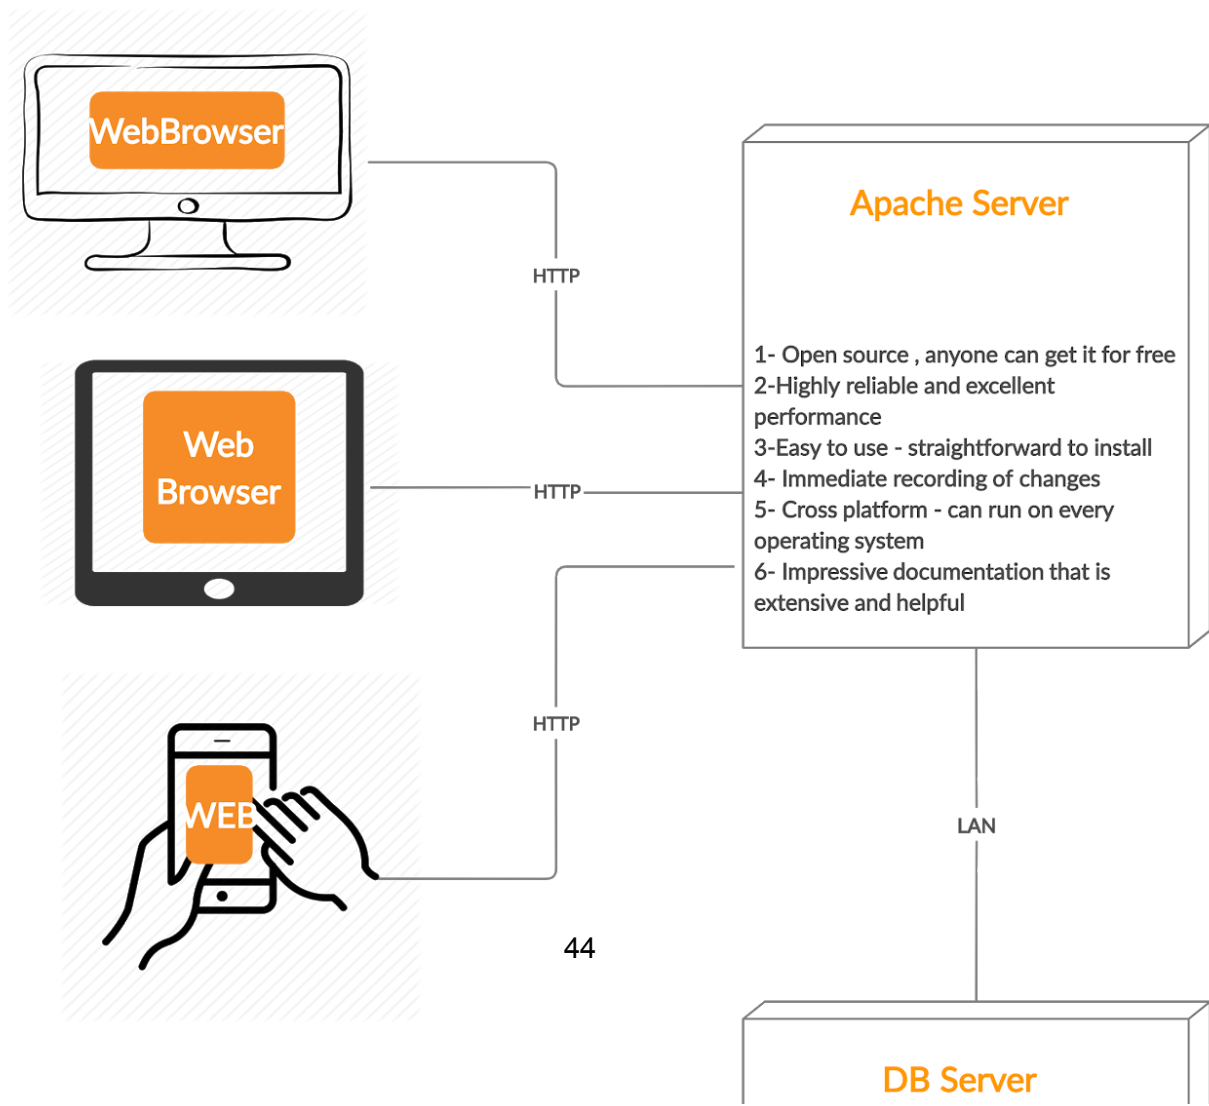 WebBrowser
HTTP
Web
Browser
HTTP
WEB
HTTP
Apache Server
1- Open source , anyone can get it for free
2-Highly reliable and excellent
performance
3-Easy to use - straightforward to install
4- Immediate recording of changes
5- Cross platform - can run on every
operating system
6- Impressive documentation that is
extensive and helpful
LAN
44
DB Server